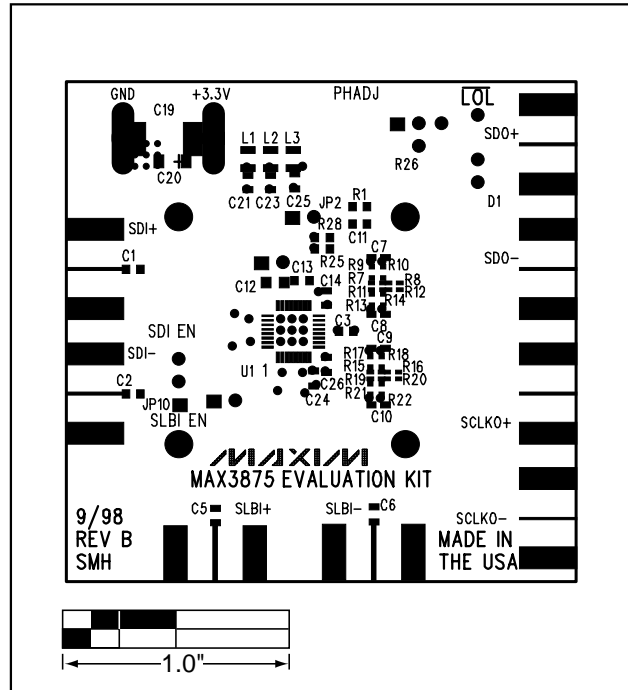 GND
+3.3V
PHADJ
LOL
C19
SDO+
L1 L2 L3
R26
C20
C21 C23 C25
JP2
R1
D1
SDI+
R28
C11
C1
R25
C7
SDO-
R9 R10
C13
R7 R8
C12 C14
R11 R12
R13 R14
C3
C8
SDI EN
C9
SDI-
R17 R18
U1 1
R15 R16
C26
R19 R20
C2
C24
R21 R22
JP10
C10
SLBI EN
SCLKO+
MAXIM
MAX3875 EVALUATION KIT
C5 SLBI+ SLBI- C6
9/98
REV B
SMH
SCLKO-
MADE IN
THE USA
1.0"